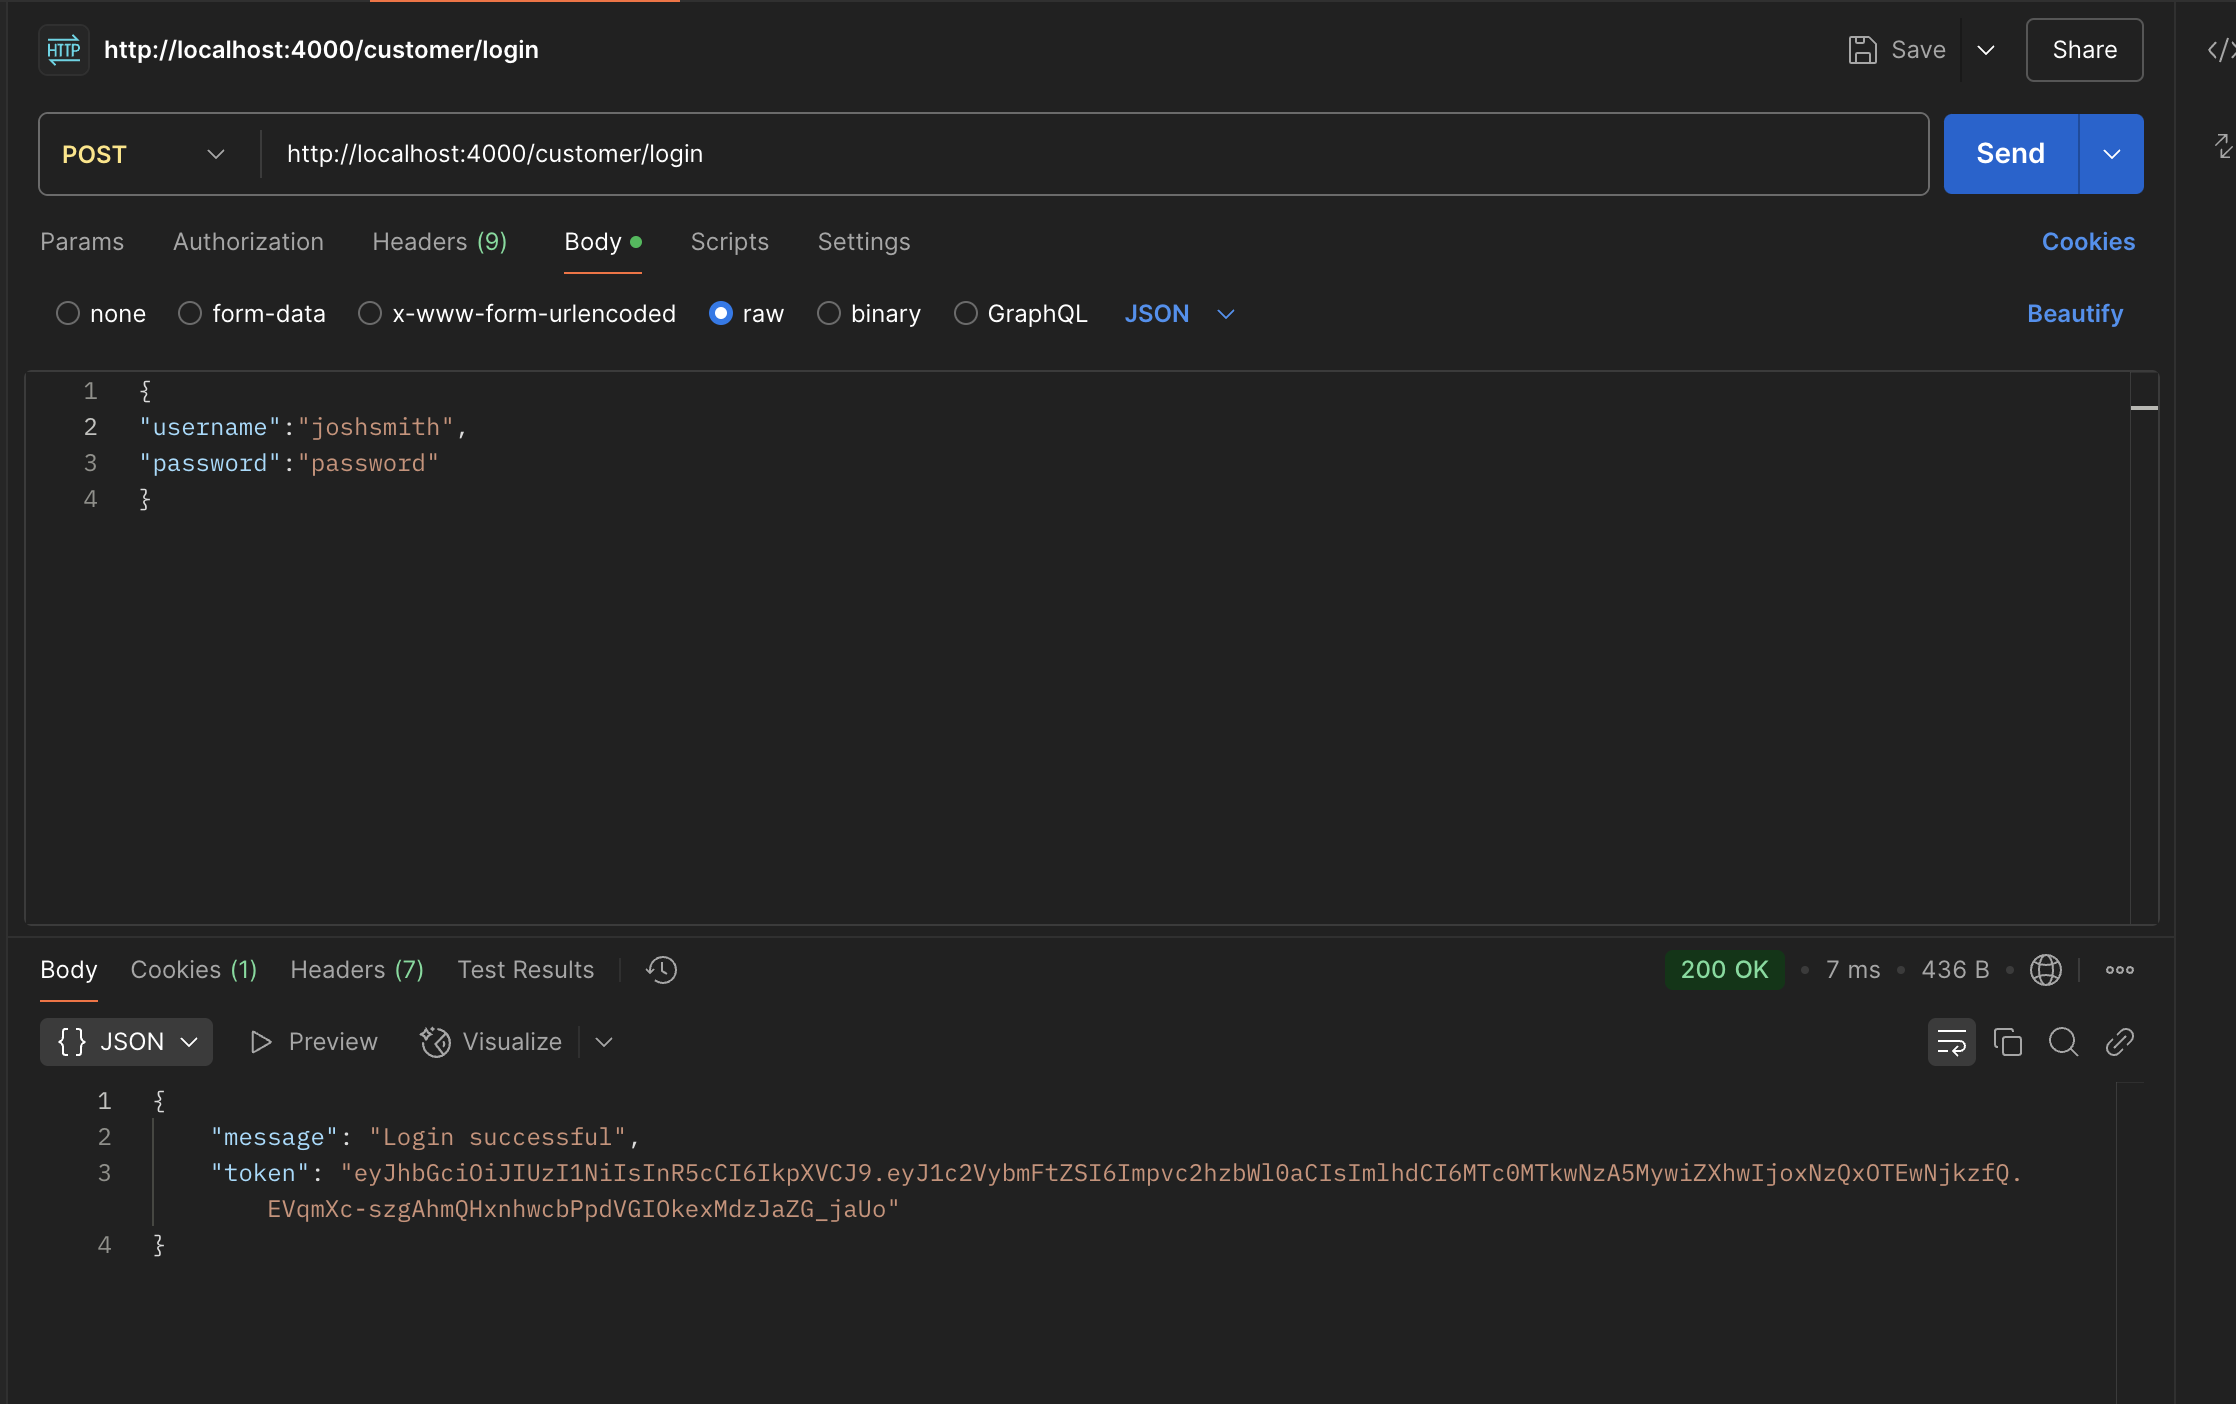 HTTP http://localhost:4000/customer/login Save Share
POST http://localhost:4000/customer/login Send
Params Authorization Headers (9) Body Scripts Settings Cookies
none form-data x-www-form-urlencoded raw binary GraphQL JSON Beautify
1 {
2 "username":"joshsmith",
3 "password":"password"
4 }
Body Cookies (1) Headers (7) Test Results 200 OK • 7 ms • 436 B •
{} JSON Preview Visualize
1 {
2 "message": "Login successful",
3 "token": "eyJhbGciOiJIUzI1NiIsInR5cCI6IkpXVCJ9.eyJ1c2VybmFtZSI6Impvc2hzbWl0aCIsImlhdCI6MTc0MTkwNzA5MywiZXhwIjoxNzQxOTEwNjkzfQ.
EVqmXc-szgAhmQHxnhwcbPpdVGIOkexMdzJaZG_jaUo"
4 }